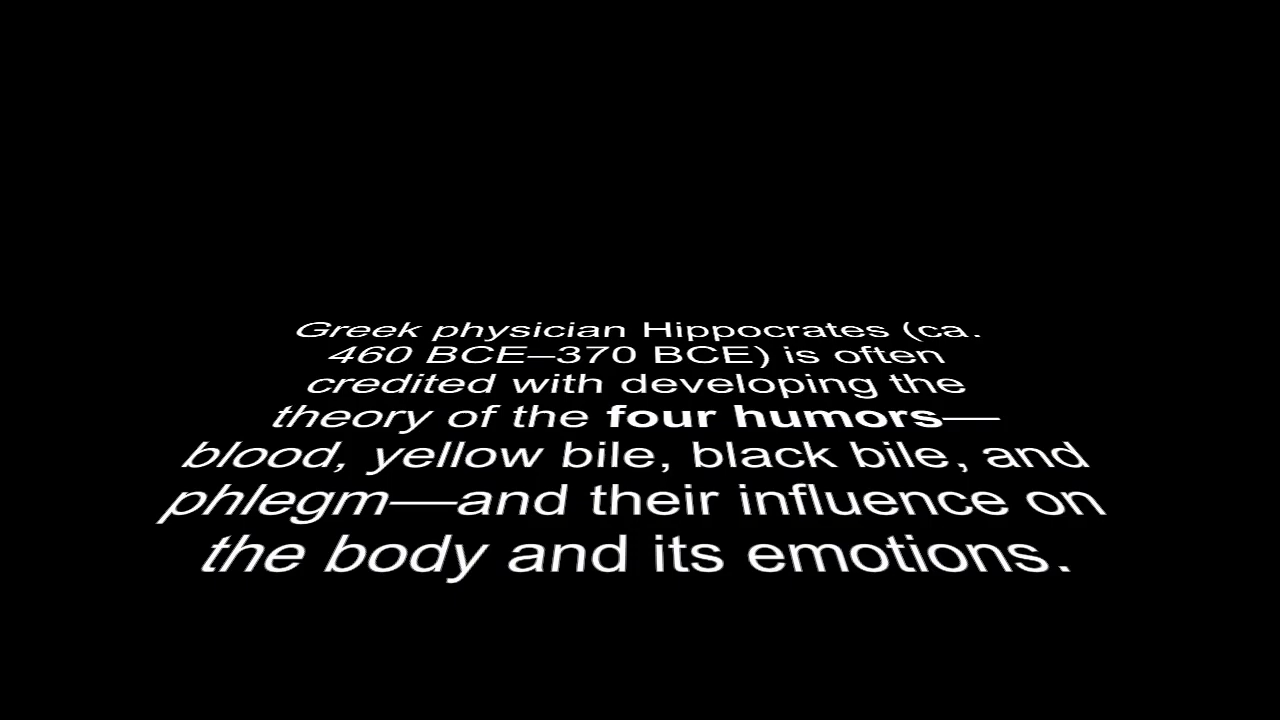 Greek physician Hippocrates (ca.
460 BCE–370 BCE) is often
credited with developing the
theory of the four humors—
blood, yellow bile, black bile, and
phlegm—and their influence on
the body and its emotions.